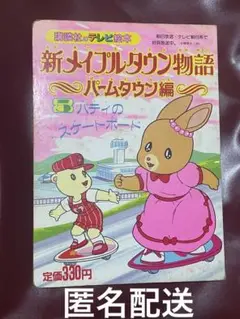 講談社のテレビ絵本
新メイプルタウン物語
パームタウン編
5 パティの
スケートボード
定価330円
匿名配送